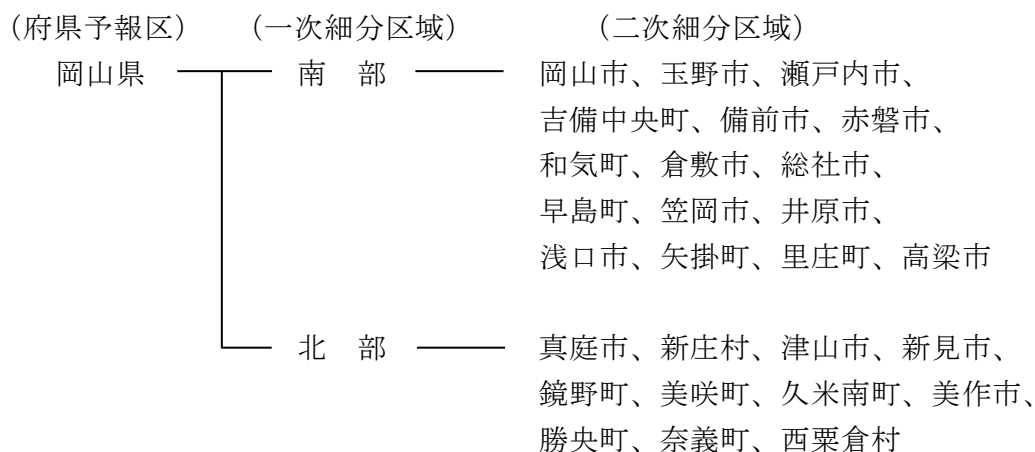 （府県予報区）　（一次細分区域）　（二次細分区域）
岡山県　南　部　岡山市、玉野市、瀬戸内市、
吉備中央町、備前市、赤磐市、
和気町、倉敷市、総社市、
早島町、笠岡市、井原市、
浅口市、矢掛町、里庄町、高梁市
北　部　真庭市、新庄村、津山市、新見市、
鏡野町、美咲町、久米南町、美作市、
勝央町、奈義町、西粟倉村